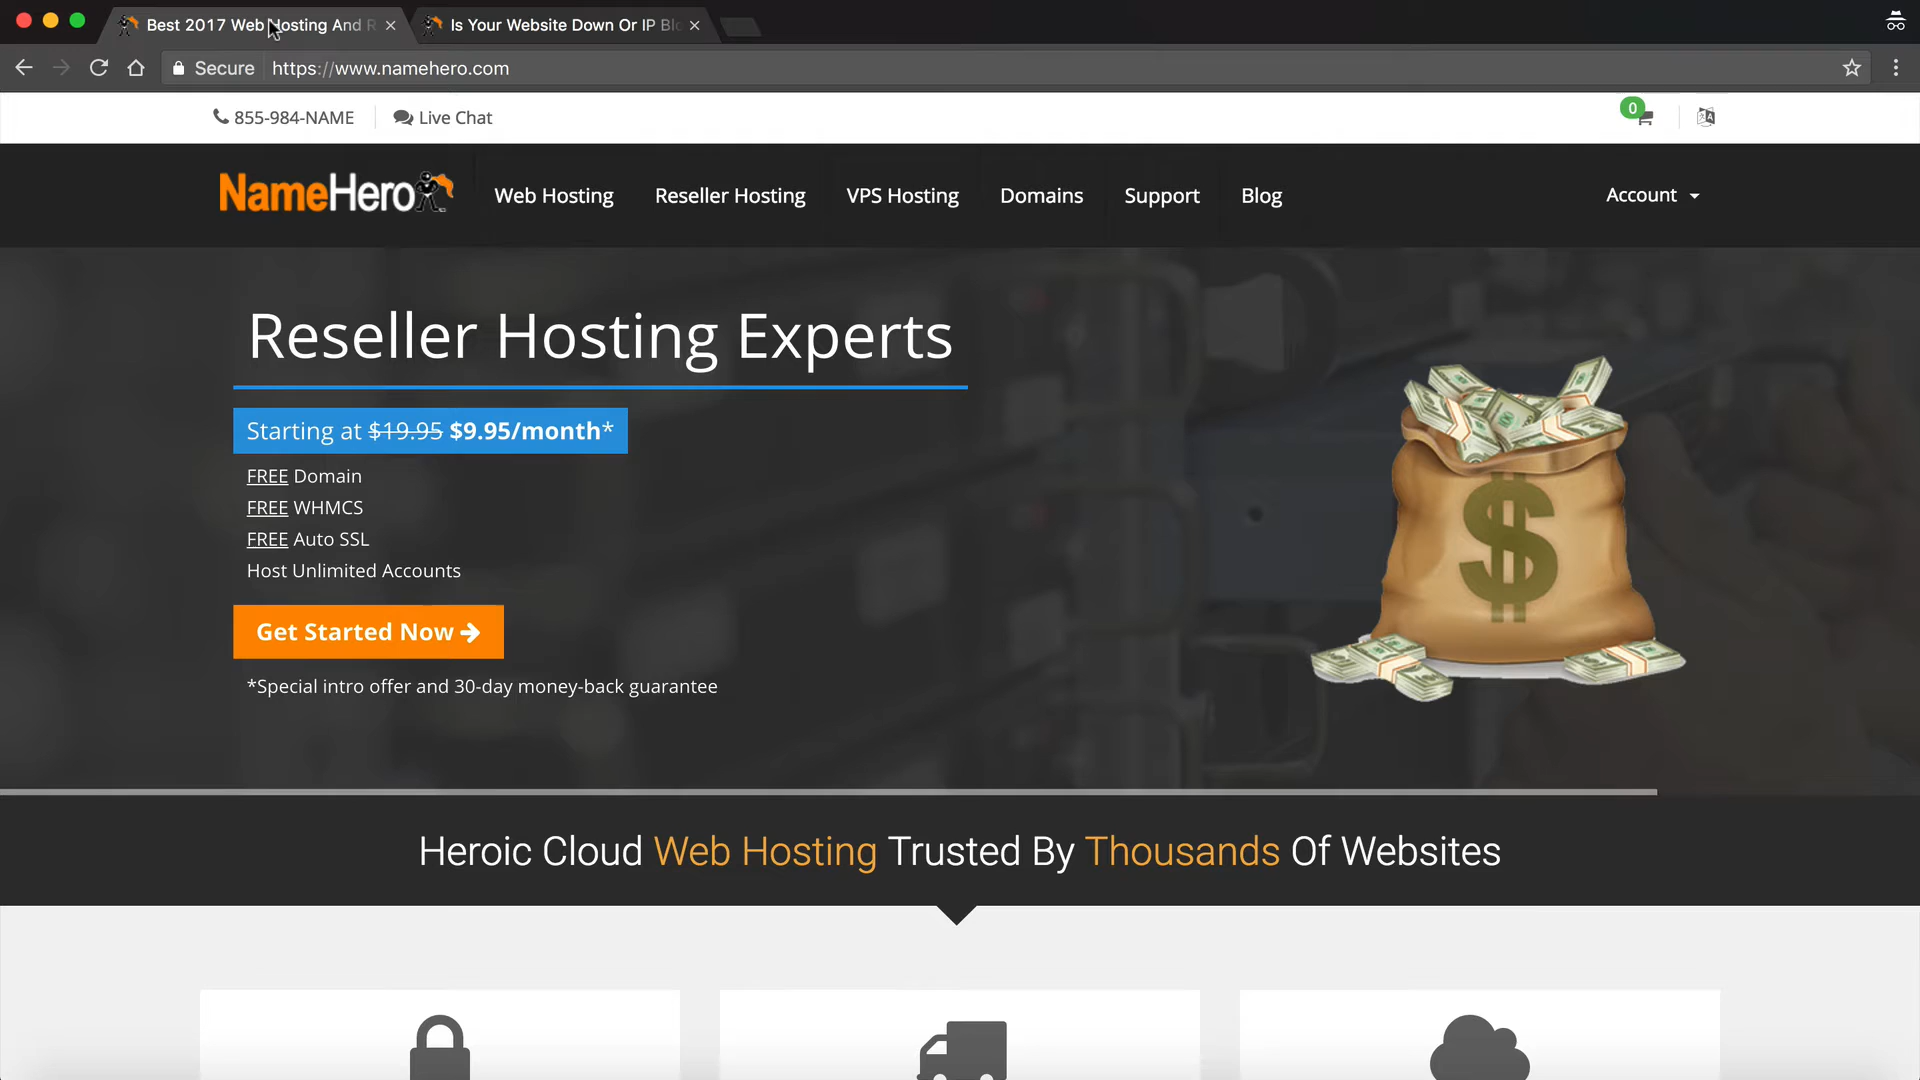 Best 2017 Web Hosting And R
Is Your Website Down Or IP Blo
Secure https://www.namehero.com
855-984-NAME Live Chat 0
NameHero Web Hosting Reseller Hosting VPS Hosting Domains Support Blog Account
Reseller Hosting Experts
Starting at $19.95 $9.95/month*
FREE Domain
FREE WHMCS
FREE Auto SSL
Host Unlimited Accounts
Get Started Now
*Special intro offer and 30-day money-back guarantee
$
Heroic Cloud Web Hosting Trusted By Thousands Of Websites